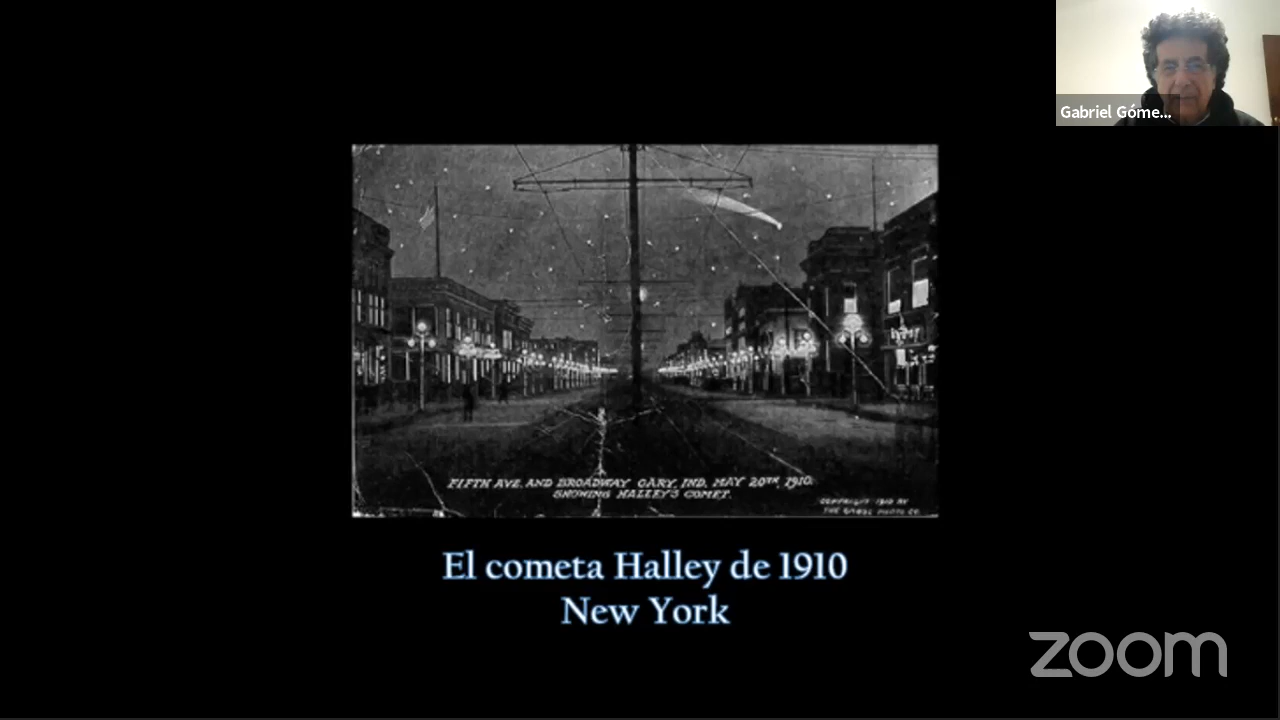 Gabriel Góme...
FIFTH AVE. AND BROADWAY GARY, IND. MAY 20TH, 1910.
SHOWING HALLEY'S COMET.
COPYRIGHT 1910 BY
THE PHOTO CO.
El cometa Halley de 1910
New York
zoom